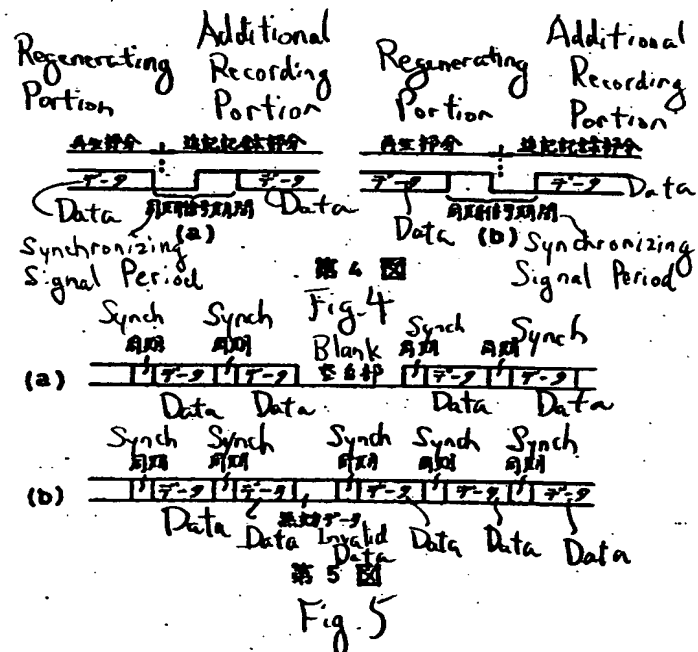 Regenerating Portion
Additional Recording Portion
Regenerating Portion
Additional Recording Portion
再生部分 追記記録部分 再生部分 追記記録部分
データ データ データ データ
Data Data Data Data
同期信号期間 同期信号期間
(a) (b)
Synchronizing Signal Period
Synchronizing Signal Period
第 4 図
Fig. 4
Synch Synch Blank Synch Synch
同期 同期 空白部 同期 同期
(a) データ データ データ データ
Data Data Data Data
Synch Synch Synch Synch Synch
同期 同期 同期 同期 同期
(b) データ データ データ データ データ
Data Data 無効データ Invalid Data Data Data Data
第 5 図
Fig. 5